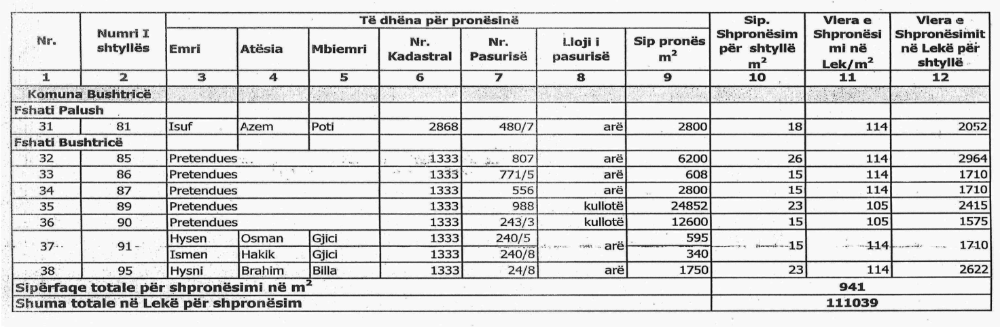 Nr. Numri I shtyllës Të dhëna për pronësinë Sip. Shpronësim për shtyllë m² Vlera e Shpronësi mi në Lek/m² Vlera e Shpronësimit në Lekë për shtyllë
Emri Atësia Mbiemri Nr. Kadastral Nr. Pasurisë Lloji i pasurisë Sip pronës m²
1 2 3 4 5 6 7 8 9 10 11 12
Komuna Bushtricë
Fshati Palush
31 81 Isuf Azem Poti 2868 480/7 arë 2800 18 114 2052
Fshati Bushtricë
32 85 Pretendues 1333 807 arë 6200 26 114 2964
33 86 Pretendues 1333 771/5 arë 608 15 114 1710
34 87 Pretendues 1333 556 arë 2800 15 114 1710
35 89 Pretendues 1333 988 kullotë 24852 23 105 2415
36 90 Pretendues 1333 243/3 kullotë 12600 15 105 1575
37 91 Hysen Osman Gjici 1333 240/5 arë 595 15 114 1710
Ismen Hakik Gjici 1333 240/8 340
38 95 Hysni Brahim Billa 1333 24/8 arë 1750 23 114 2622
Sipërfaqe totale për shpronësimi në m² 941
Shuma totale në Lekë për shpronësim 111039